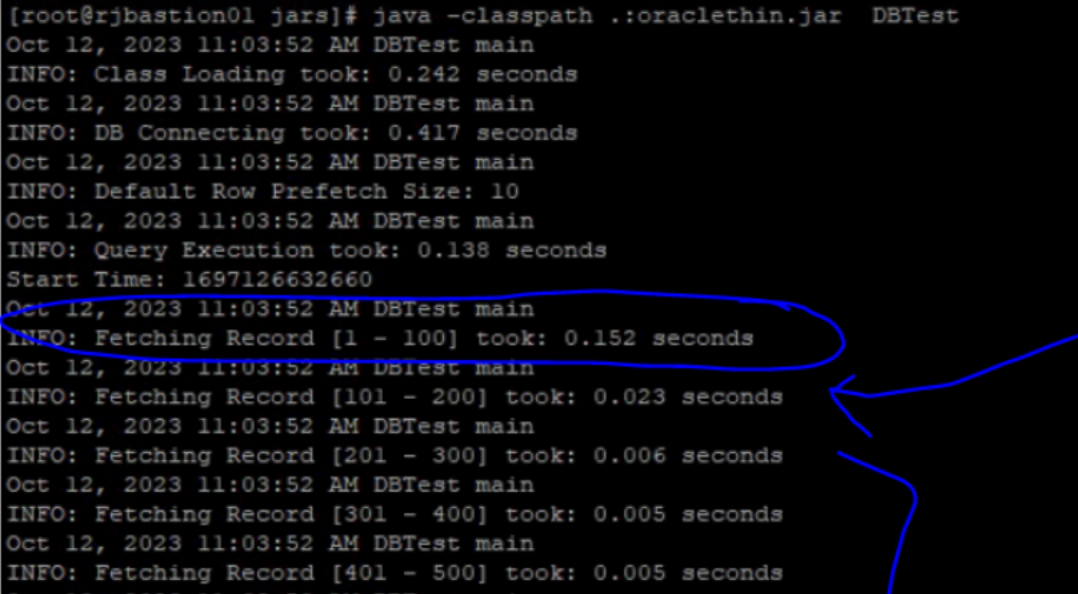 [root@rjbastion01 jars]# java -classpath .:oraclethin.jar  DBTest
Oct 12, 2023 11:03:52 AM DBTest main
INFO: Class Loading took: 0.242 seconds
Oct 12, 2023 11:03:52 AM DBTest main
INFO: DB Connecting took: 0.417 seconds
Oct 12, 2023 11:03:52 AM DBTest main
INFO: Default Row Prefetch Size: 10
Oct 12, 2023 11:03:52 AM DBTest main
INFO: Query Execution took: 0.138 seconds
Start Time: 1697126632660
Oct 12, 2023 11:03:52 AM DBTest main
INFO: Fetching Record [1 - 100] took: 0.152 seconds
Oct 12, 2023 11:03:52 AM DBTest main
INFO: Fetching Record [101 - 200] took: 0.023 seconds
Oct 12, 2023 11:03:52 AM DBTest main
INFO: Fetching Record [201 - 300] took: 0.006 seconds
Oct 12, 2023 11:03:52 AM DBTest main
INFO: Fetching Record [301 - 400] took: 0.005 seconds
Oct 12, 2023 11:03:52 AM DBTest main
INFO: Fetching Record [401 - 500] took: 0.005 seconds